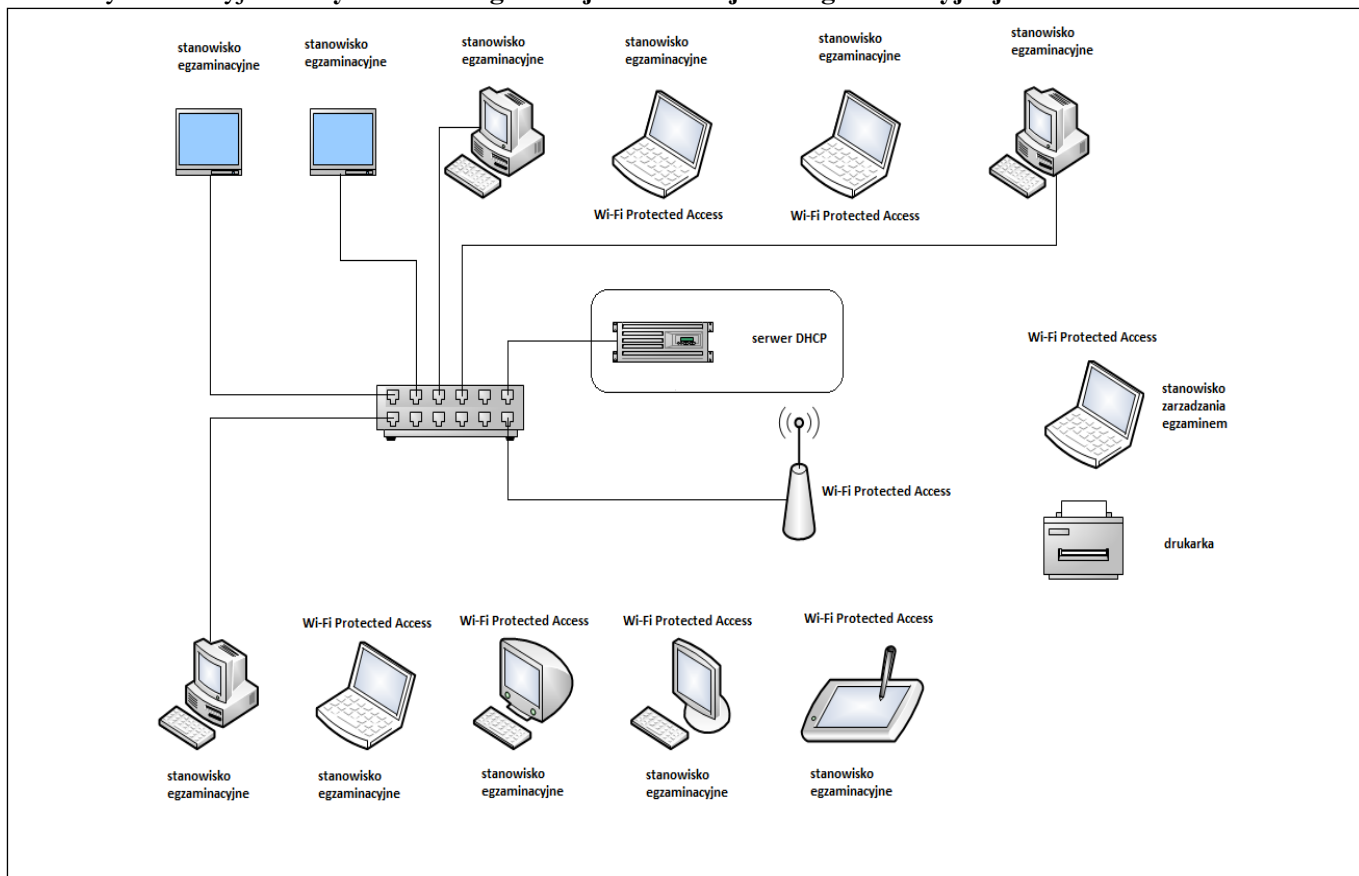 stanowisko
egzaminacyjne
stanowisko
egzaminacyjne
stanowisko
egzaminacyjne
stanowisko
egzaminacyjne
stanowisko
egzaminacyjne
stanowisko
egzaminacyjne
Wi-Fi Protected Access
Wi-Fi Protected Access
serwer DHCP
Wi-Fi Protected Access
stanowisko
zarzadzania
egzaminem
Wi-Fi Protected Access
drukarka
Wi-Fi Protected Access
Wi-Fi Protected Access
Wi-Fi Protected Access
Wi-Fi Protected Access
stanowisko
egzaminacyjne
stanowisko
egzaminacyjne
stanowisko
egzaminacyjne
stanowisko
egzaminacyjne
stanowisko
egzaminacyjne